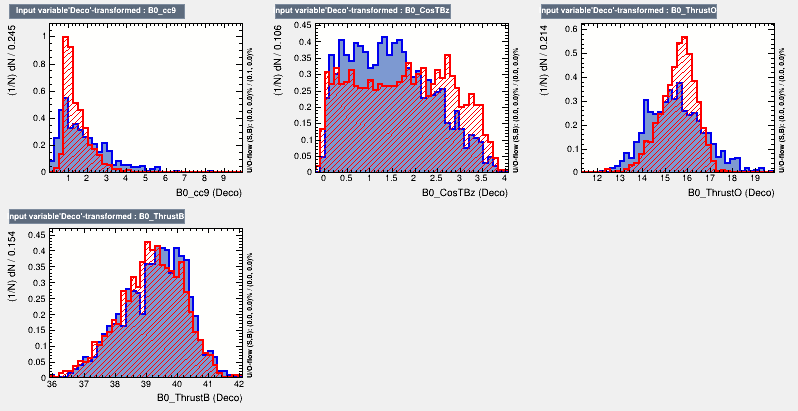 Input variable'Deco'-transformed : B0_cc9
(1/N) dN / 0.245
1
0.8
0.6
0.4
0.2
0
1 2 3 4 5 6 7 8 9
B0_cc9 (Deco)
U/O-flow (S,B): (0.0, 0.0)% / (0.1, 0.0)%
nput variable'Deco'-transformed : B0_CosTBz
(1/N) dN / 0.106
0.45
0.4
0.35
0.3
0.25
0.2
0.15
0.1
0.05
0
0 0.5 1 1.5 2 2.5 3 3.5 4
B0_CosTBz (Deco)
U/O-flow (S,B): (0.0, 0.0)% / (0.0, 0.0)%
nput variable'Deco'-transformed : B0_ThrustO
(1/N) dN / 0.214
0.6
0.5
0.4
0.3
0.2
0.1
0
12 13 14 15 16 17 18 19
B0_ThrustO (Deco)
U/O-flow (S,B): (0.0, 0.0)% / (0.0, 0.0)%
nput variable'Deco'-transformed : B0_ThrustB
(1/N) dN / 0.154
0.45
0.4
0.35
0.3
0.25
0.2
0.15
0.1
0.05
0
36 37 38 39 40 41 42
B0_ThrustB (Deco)
U/O-flow (S,B): (0.0, 0.0)% / (0.0, 0.0)%